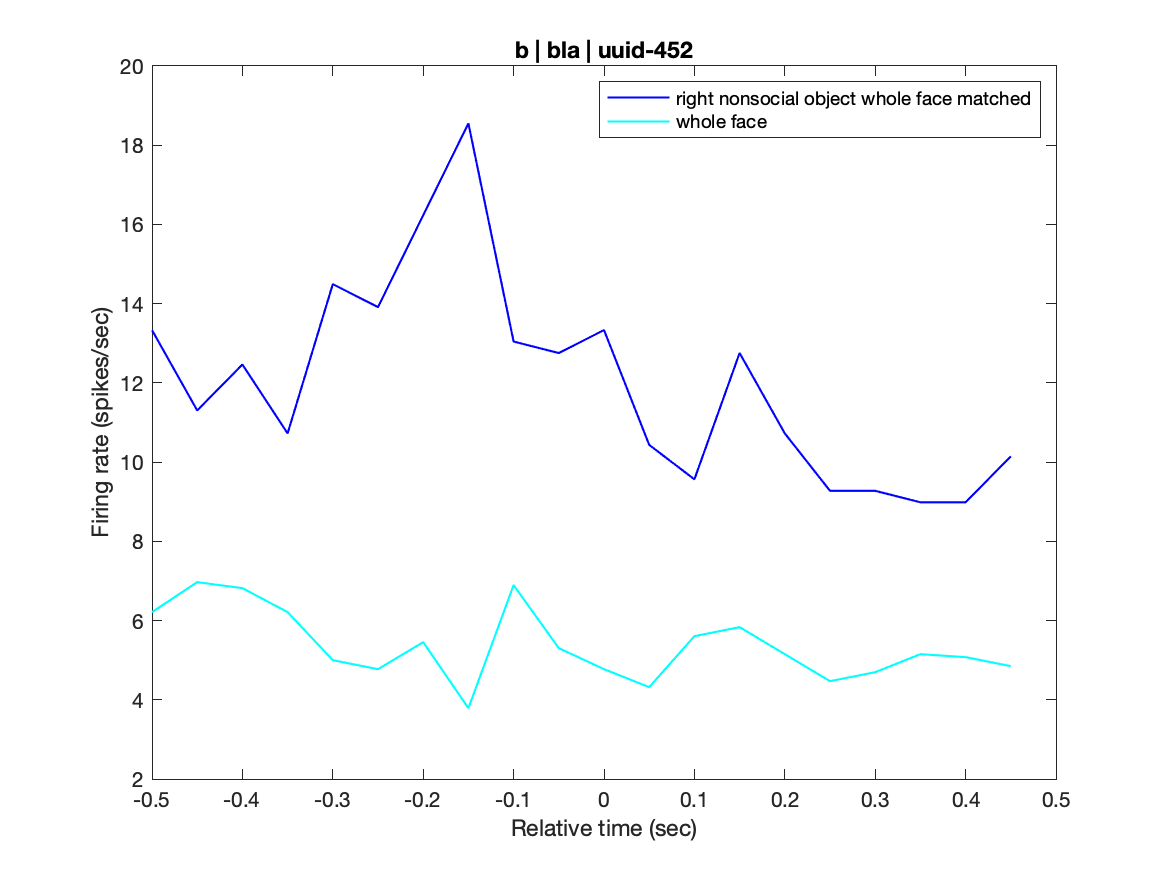 b | bla | uuid-452
right nonsocial object whole face matched
whole face
Firing rate (spikes/sec)
20
18
16
14
12
10
8
6
4
2
-0.5 -0.4 -0.3 -0.2 -0.1 0 0.1 0.2 0.3 0.4 0.5
Relative time (sec)